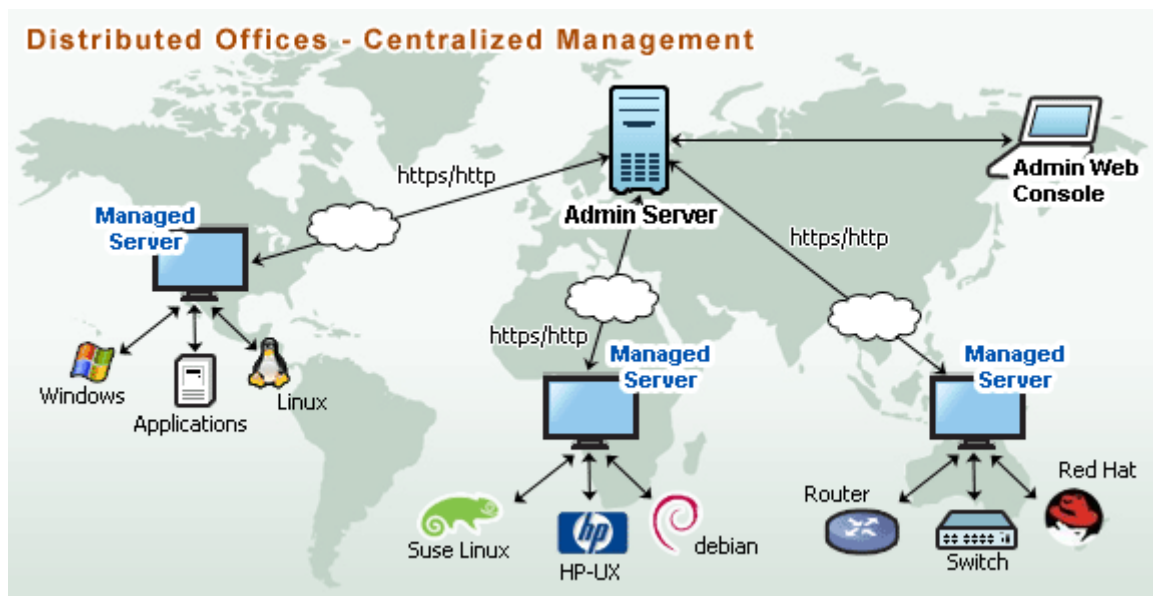 Distributed Offices - Centralized Management
https/http
Admin Server
Admin Web
Console
Managed
Server
https/http
https/http
Windows
Applications
Linux
Managed
Server
Managed
Server
Suse Linux
hp
HP-UX
debian
Router
Switch
Red Hat